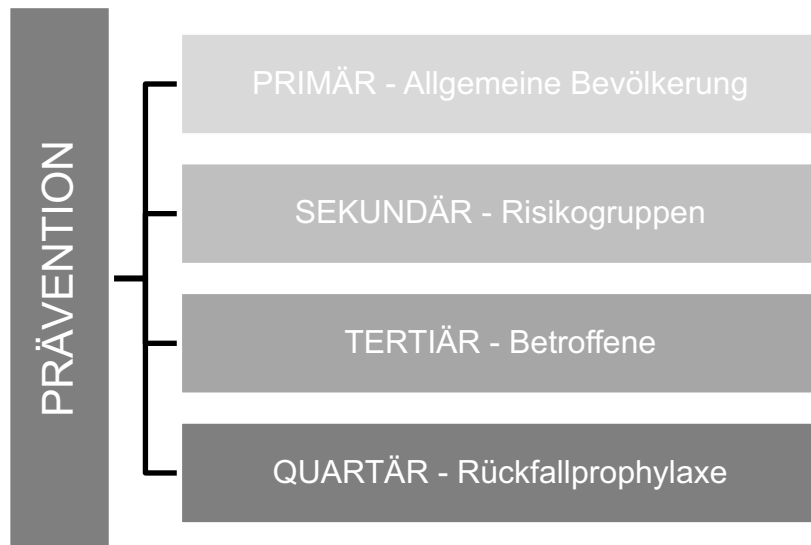 PRÄVENTION
PRIMÄR - Allgemeine Bevölkerung
SEKUNDÄR - Risikogruppen
TERTIÄR - Betroffene
QUARTÄR - Rückfallprophylaxe